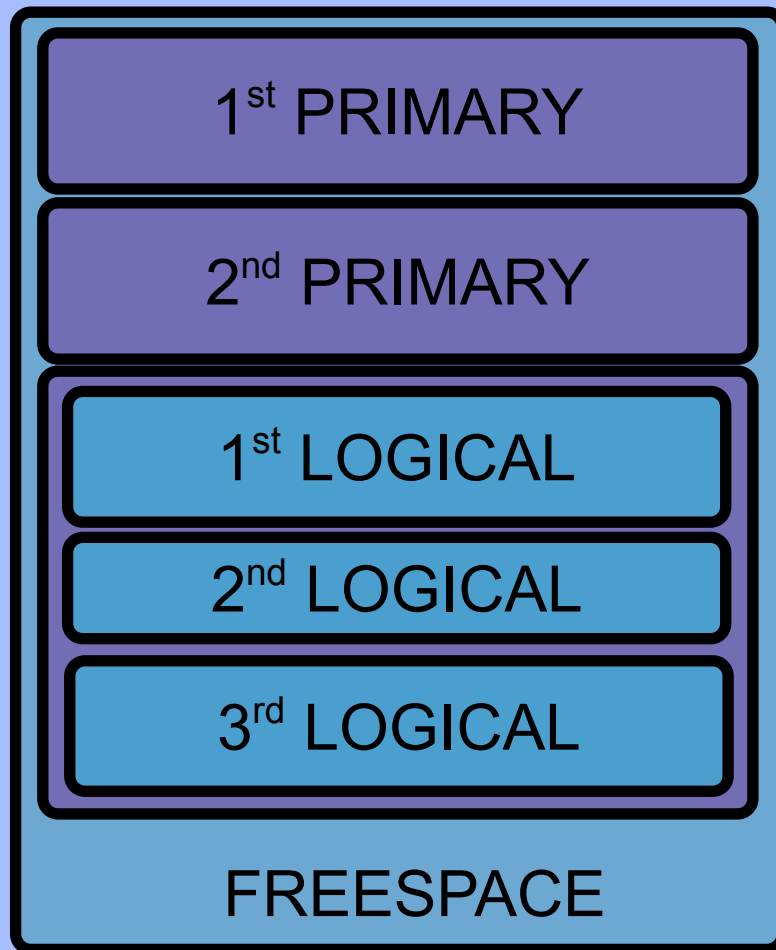 1st PRIMARY
2nd PRIMARY
1st LOGICAL
2nd LOGICAL
3rd LOGICAL
FREESPACE